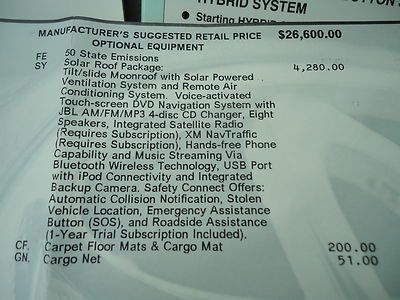 HYBRID SYSTEM
● Starting HYBRID
MANUFACTURER'S SUGGESTED RETAIL PRICE $26,600.00
OPTIONAL EQUIPMENT
FE 50 State Emissions
SY Solar Roof Package: 4,280.00
Tilt/slide Moonroof with Solar Powered
Ventilation System and Remote Air
Conditioning System. Voice-activated
Touch-screen DVD Navigation System with
JBL AM/FM/MP3 4-disc CD Changer, Eight
Speakers, Integrated Satellite Radio
(Requires Subscription), XM NavTraffic
(Requires Subscription), Hands-free Phone
Capability and Music Streaming Via
Bluetooth Wireless Technology, USB Port
with iPod Connectivity and Integrated
Backup Camera. Safety Connect Offers:
Automatic Collision Notification, Stolen
Vehicle Location, Emergency Assistance
Button (SOS), and Roadside Assistance
(1-Year Trial Subscription Included).
CF. Carpet Floor Mats & Cargo Mat 200.00
GN. Cargo Net 51.00